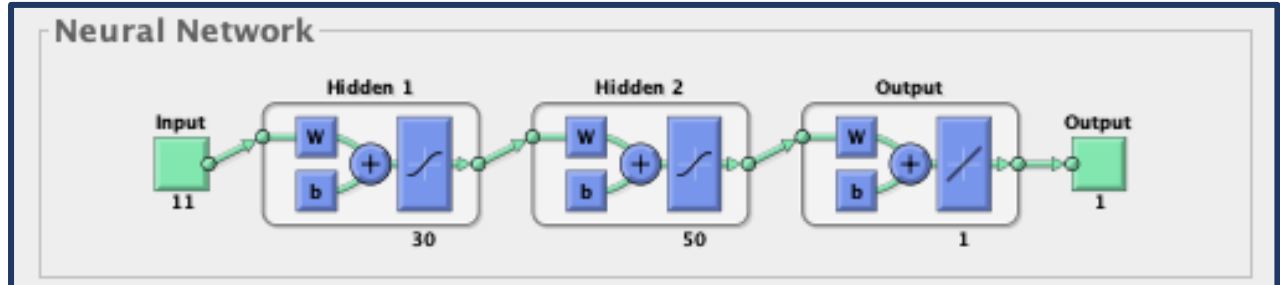 Neural Network
Hidden 1
Hidden 2
Output
Input
Output
W
W
W
+
+
+
b
b
b
11
1
30
50
1